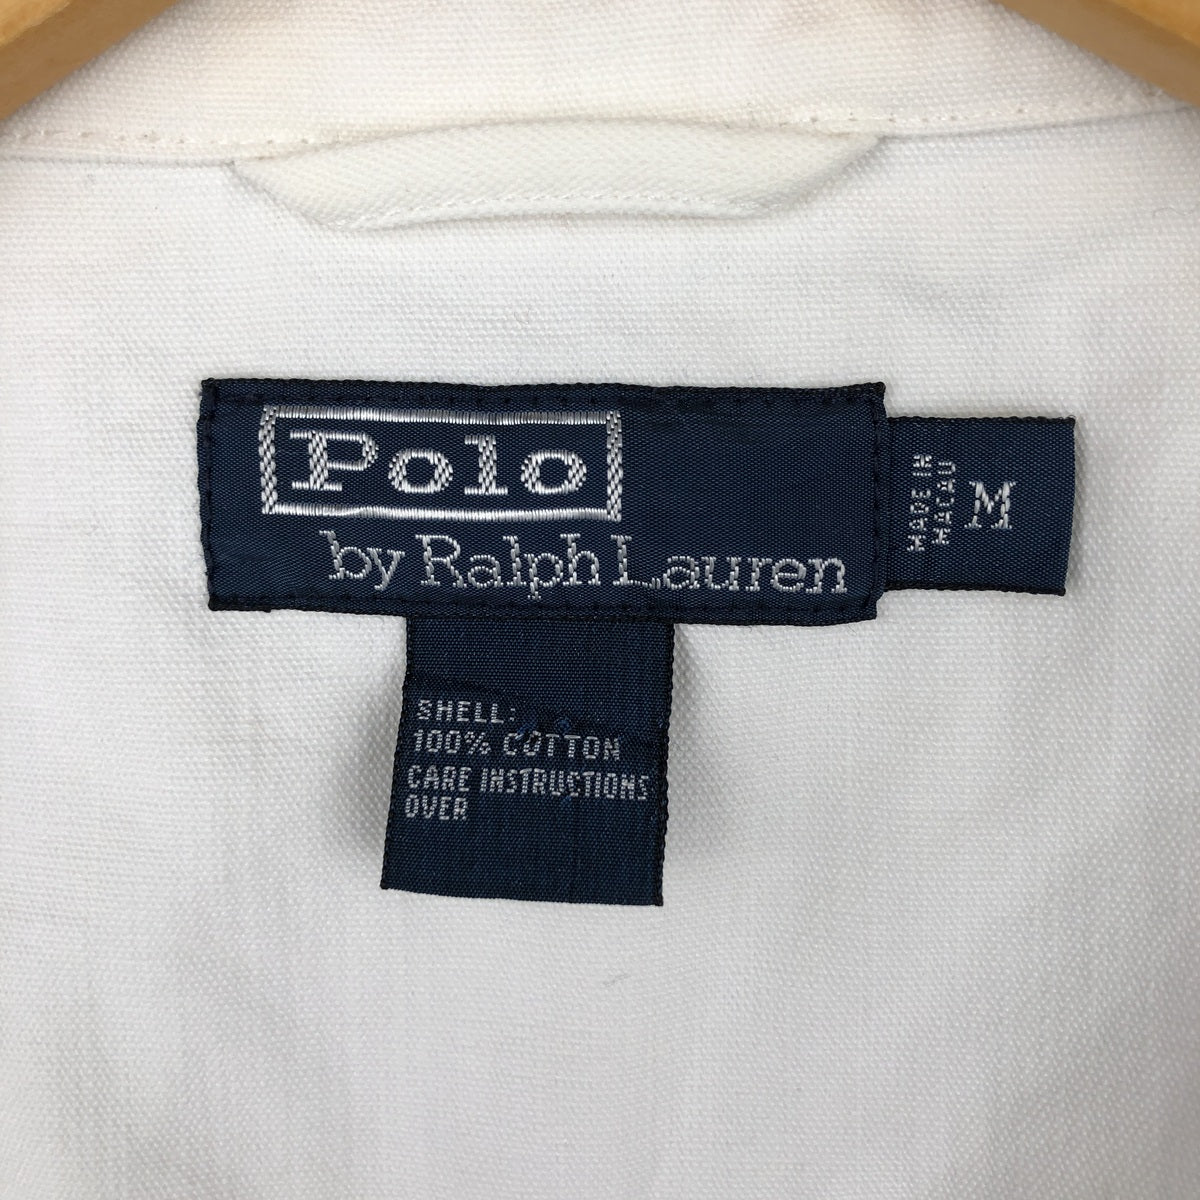 Polo
by Ralph Lauren
MADE IN
MACAU
M
SHELL:
100% COTTON
CARE INSTRUCTIONS
OVER